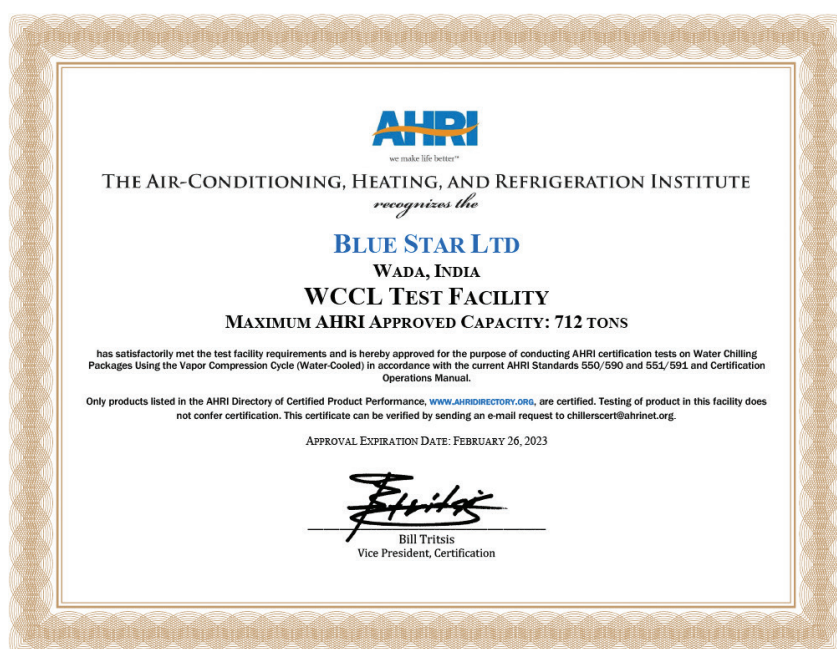 AHRI
we make life better™
THE AIR-CONDITIONING, HEATING, AND REFRIGERATION INSTITUTE
recognizes the
BLUE STAR LTD
WADA, INDIA
WCCL TEST FACILITY
MAXIMUM AHRI APPROVED CAPACITY: 712 TONS
has satisfactorily met the test facility requirements and is hereby approved for the purpose of conducting AHRI certification tests on Water Chilling
Packages Using the Vapor Compression Cycle (Water-Cooled) in accordance with the current AHRI Standards 550/590 and 551/591 and Certification
Operations Manual.
Only products listed in the AHRI Directory of Certified Product Performance, WWW.AHRIDIRECTORY.ORG, are certified. Testing of product in this facility does
not confer certification. This certificate can be verified by sending an e-mail request to chillerscert@ahrinet.org.
APPROVAL EXPIRATION DATE: FEBRUARY 26, 2023
Bill Tritsis
Vice President, Certification